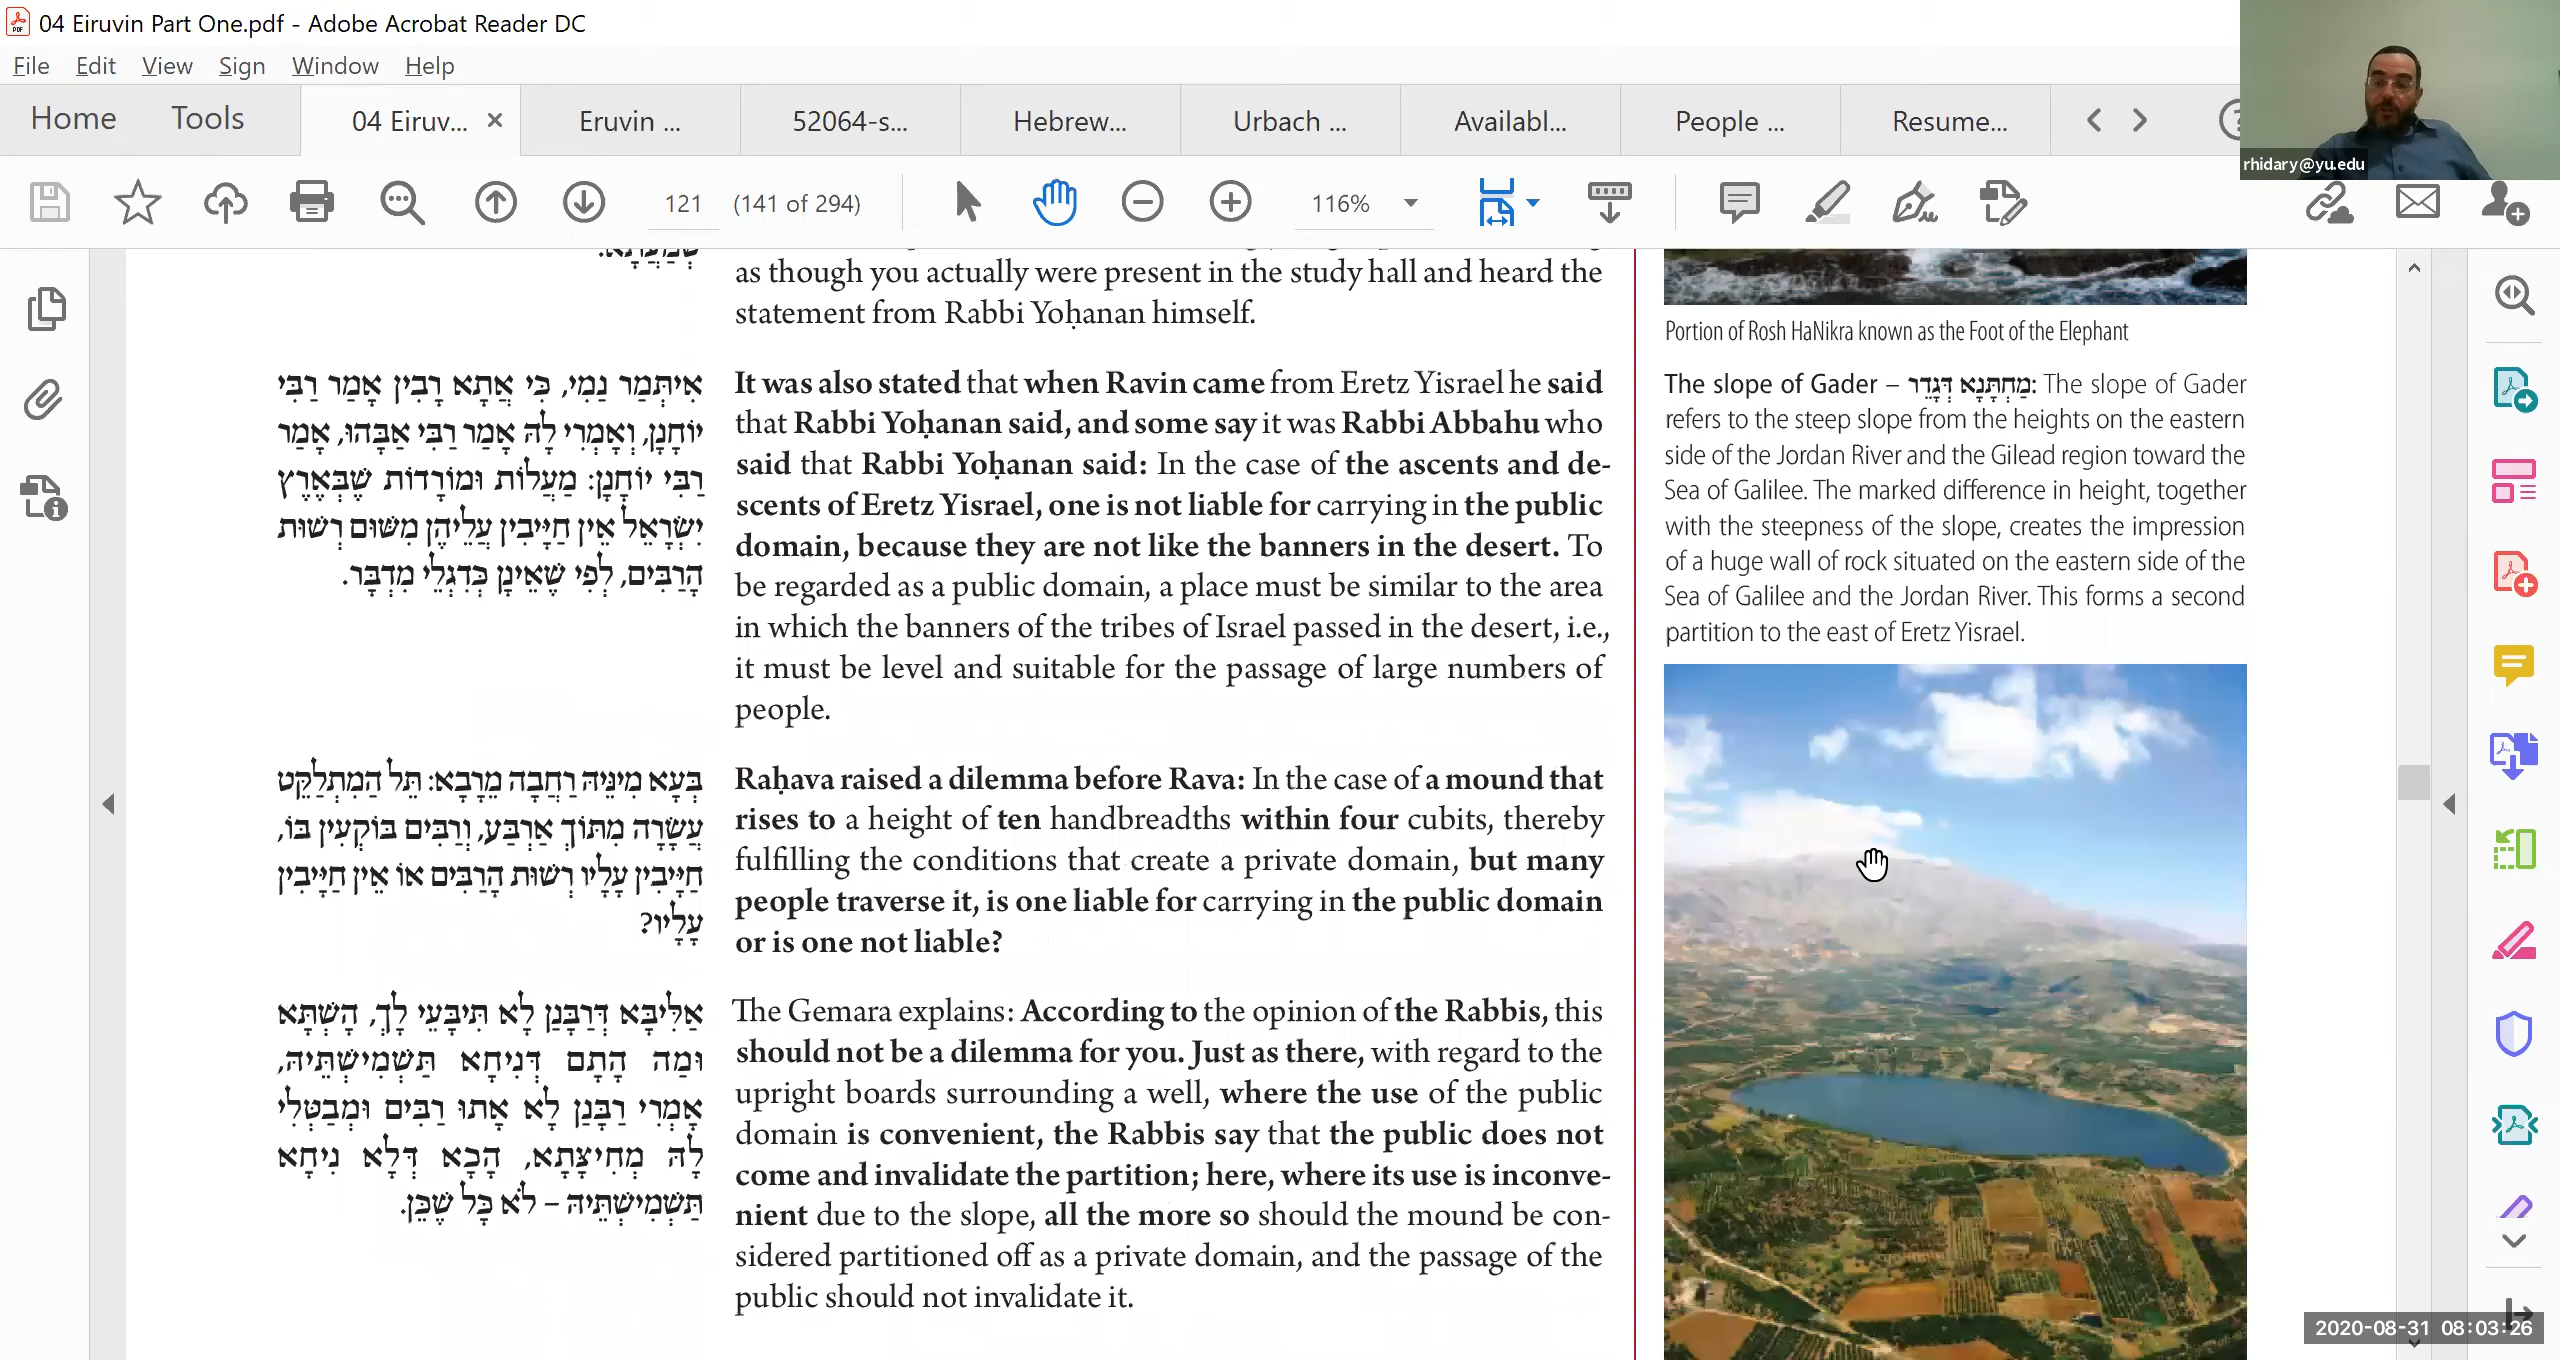 04 Eiruvin Part One.pdf - Adobe Acrobat Reader DC
File Edit View Sign Window Help
Home Tools 04 Eiruv... Eruvin ... 52064-s... Hebrew... Urbach ... Availabl... People ... Resume...
rhidary@yu.edu
121 (141 of 294) 116%
שְׁמַעְתָּא.
as though you actually were present in the study hall and heard the
statement from Rabbi Yoḥanan himself.
אִיתְּמַר נַמִי, כִּי אֲתָא רָבִין אָמַר רַבִּי
יוֹחָנָן, וְאָמְרִי לָהּ אָמַר רַבִּי אַבָּהוּ, אָמַר
רַבִּי יוֹחָנָן: מַעֲלוֹת וּמוֹרָדוֹת שֶׁבְּאֶרֶץ
יִשְׂרָאֵל אֵין חַיָּיבִין עֲלֵיהֶן מִשּׁוּם רְשׁוּת
הָרַבִּים, לְפִי שֶׁאֵינָן כְּדִגְלֵי מִדְבָּר.
It was also stated that when Ravin came from Eretz Yisrael he said
that Rabbi Yoḥanan said, and some say it was Rabbi Abbahu who
said that Rabbi Yoḥanan said: In the case of the ascents and de-
scents of Eretz Yisrael, one is not liable for carrying in the public
domain, because they are not like the banners in the desert. To
be regarded as a public domain, a place must be similar to the area
in which the banners of the tribes of Israel passed in the desert, i.e.,
it must be level and suitable for the passage of large numbers of
people.
בְּעָא מִינֵּיהּ רַחֲבָה מֵרָבָא: תֵּל הַמִּתְלַקֵּט
עֲשָׂרָה מִתּוֹךְ אַרְבַּע, וְרַבִּים בּוֹקְעִין בּוֹ,
חַיָּיבִין עָלָיו רְשׁוּת הָרַבִּים אוֹ אֵין חַיָּיבִין
עָלָיו?
Raḥava raised a dilemma before Rava: In the case of a mound that
rises to a height of ten handbreadths within four cubits, thereby
fulfilling the conditions that create a private domain, but many
people traverse it, is one liable for carrying in the public domain
or is one not liable?
אַלִּיבָּא דְּרַבָּנַן לָא תִּיבָּעֵי לָךְ, הָשְׁתָּא
וּמַה הָתָם דְּנִיחָא תַּשְׁמִישְׁתֵּיהּ,
אָמְרִי רַבָּנַן לָא אָתוּ רַבִּים וּמְבַטְּלִי
לָהּ מְחִיצָּתָא, הָכָא דְּלָא נִיחָא
תַּשְׁמִישְׁתֵּיהּ – לֹא כָּל שֶׁכֵּן.
The Gemara explains: According to the opinion of the Rabbis, this
should not be a dilemma for you. Just as there, with regard to the
upright boards surrounding a well, where the use of the public
domain is convenient, the Rabbis say that the public does not
come and invalidate the partition; here, where its use is inconve-
nient due to the slope, all the more so should the mound be con-
sidered partitioned off as a private domain, and the passage of the
public should not invalidate it.
Portion of Rosh HaNikra known as the Foot of the Elephant
The slope of Gader – מַחְתָּנָא דְּגָדֵר: The slope of Gader
refers to the steep slope from the heights on the eastern
side of the Jordan River and the Gilead region toward the
Sea of Galilee. The marked difference in height, together
with the steepness of the slope, creates the impression
of a huge wall of rock situated on the eastern side of the
Sea of Galilee and the Jordan River. This forms a second
partition to the east of Eretz Yisrael.
2020-08-31 08:03:26